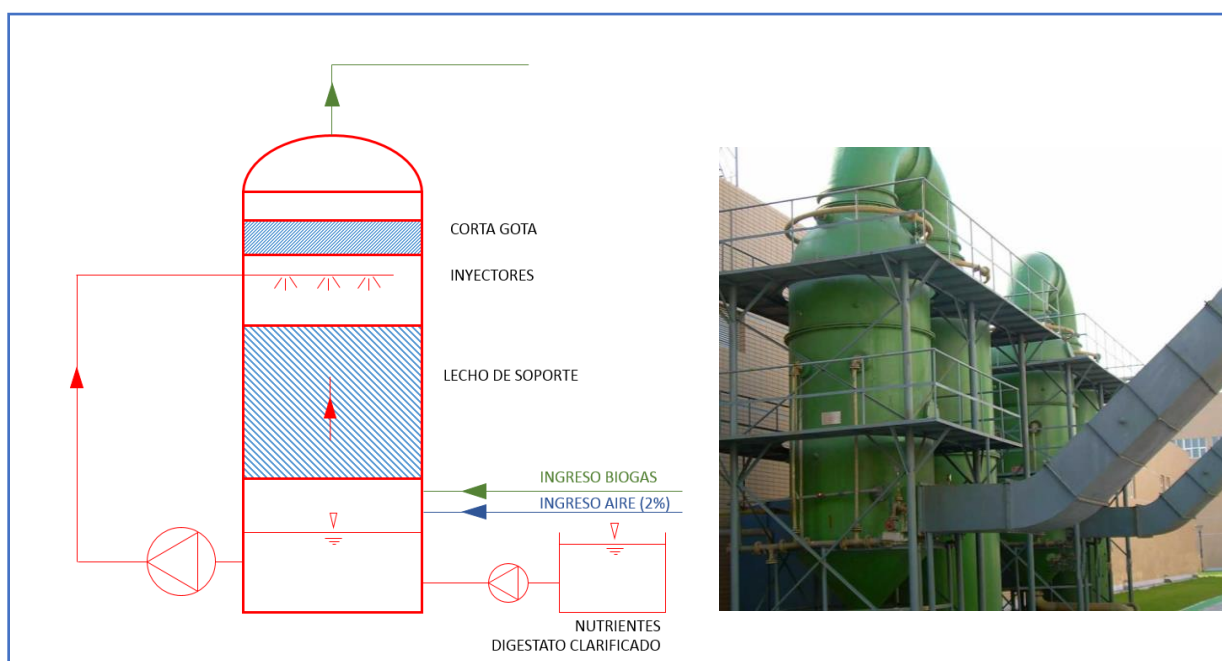 CORTA GOTA
INYECTORES
LECHO DE SOPORTE
INGRESO BIOGAS
INGRESO AIRE (2%)
NUTRIENTES
DIGESTATO CLARIFICADO